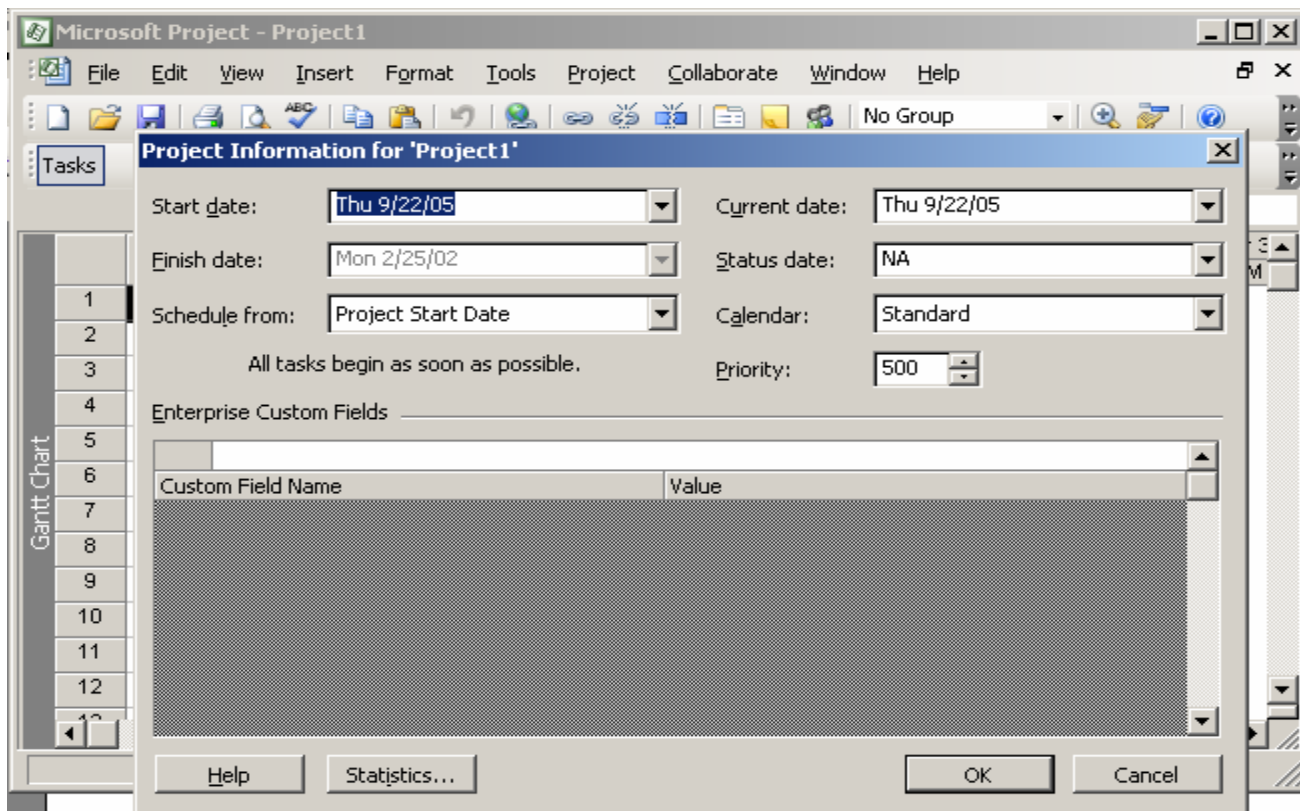 Microsoft Project - Project1
File Edit View Insert Format Tools Project Collaborate Window Help
ABC No Group
Tasks
Project Information for 'Project1'
Start date: Thu 9/22/05 Current date: Thu 9/22/05
Finish date: Mon 2/25/02 Status date: NA
Schedule from: Project Start Date Calendar: Standard
All tasks begin as soon as possible. Priority: 500
Enterprise Custom Fields
Custom Field Name Value
Gantt Chart
1
2
3
4
5
6
7
8
9
10
11
12
Help Statistics... OK Cancel